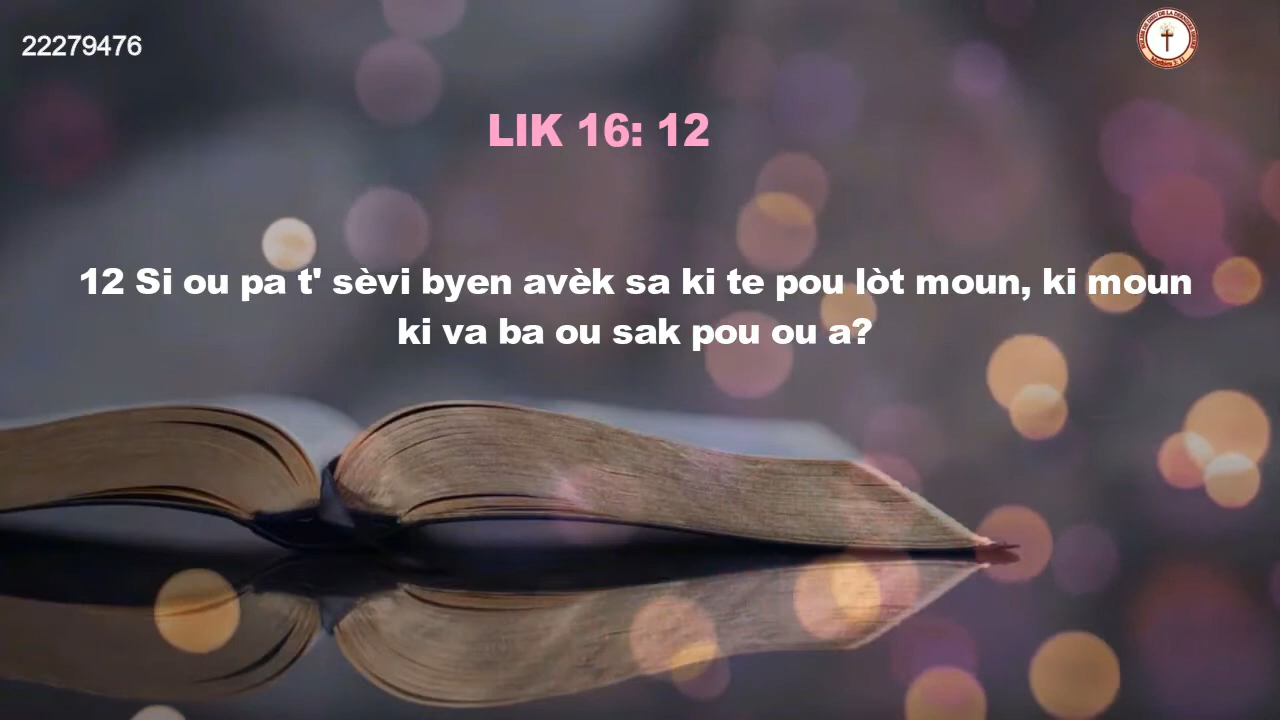 22279476
LIK 16: 12
12 Si ou pa t' sèvi byen avèk sa ki te pou lòt moun, ki moun
ki va ba ou sak pou ou a?